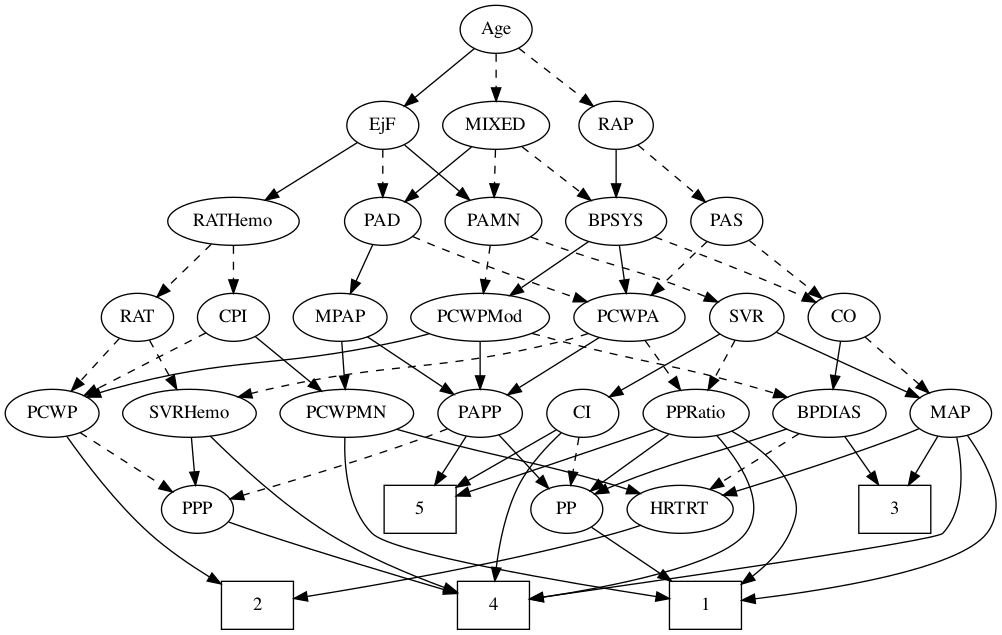 Age
EjF
MIXED
RAP
RATHemo
PAD
PAMN
BPSYS
PAS
RAT
CPI
MPAP
PCWPMod
PCWPA
SVR
CO
PCWP
SVRHemo
PCWPMN
PAPP
CI
PPRatio
BPDIAS
MAP
PPP
5
PP
HRTRT
3
2
4
1